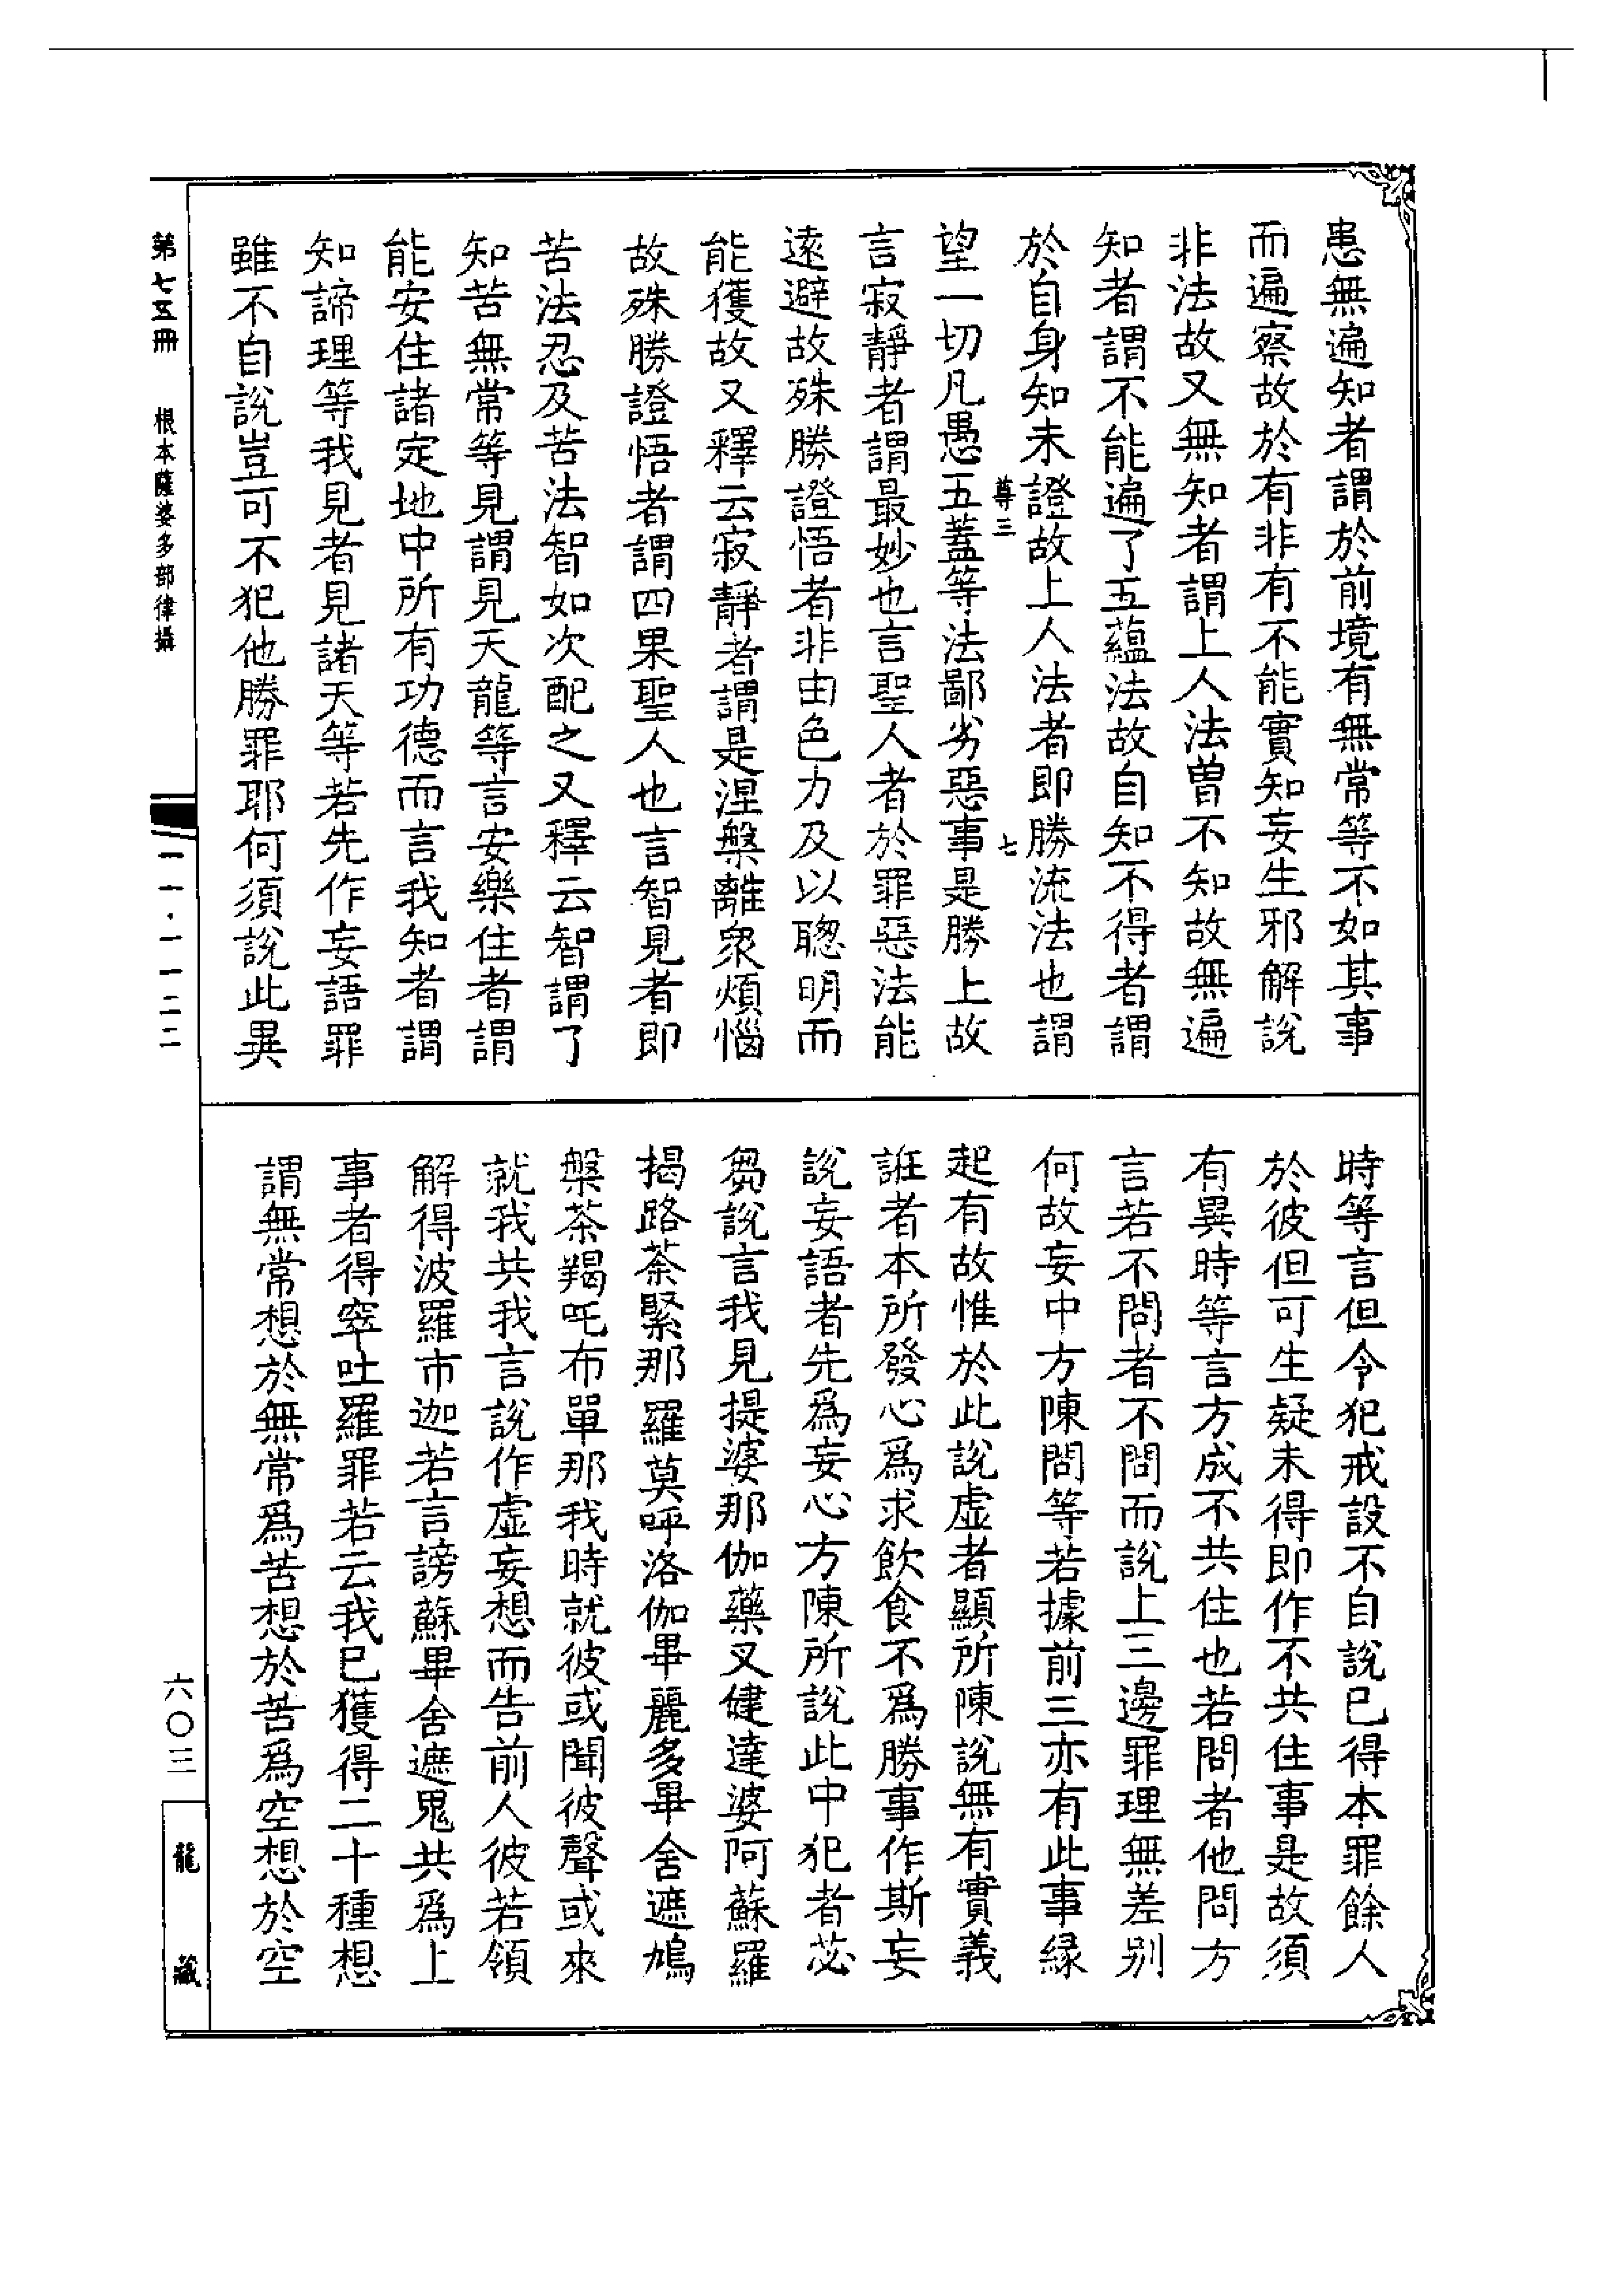 恚無遍知者謂於前境有無常等不如其事
而遍察故於有非有不能實知妄生邪解説
非法故又無知者謂上人法曽不知故無遍
知者謂不能遍了五蘊法故自知不得者謂
於自身知未證故上人法者即勝流法也謂
尊三 七
望一切凡愚五蓋等法鄙劣惡事是勝上故
言寂靜者謂最妙也言聖人者於罪惡法能
遠避故殊勝證悟者非由色力及以聰明而
能獲故又釋云寂靜者謂是涅槃離衆煩惱
故殊勝證悟者謂四果聖人也言智見者即
苦法忍及苦法智如次配之又釋云智謂了
知苦無常等見謂見天龍等言安樂住者謂
能安住諸定地中所有功德而言我知者謂
知諦理等我見者見諸天等若先作妄語罪
雖不自説豈可不犯他勝罪耶何須説此異
時等言但令犯戒設不自説已得本罪餘人
於彼但可生疑未得即作不共住事是故須
有異時等言方成不共住也若問者他問方
言若不問者不問而説上三邊罪理無差别
何故妄中方陳問等若據前三亦有此事縁
起有故惟於此説虚者顯所陳説無有實義
誑者本所發心爲求飲食不爲勝事作斯妄
説妄語者先爲妄心方陳所説此中犯者苾
芻説言我見提婆那伽藥叉健達婆阿蘇羅
揭路荼緊那羅莫呼洛伽畢麗多畢舍遮鳩
槃茶羯吒布單那我時就彼或聞彼聲或來
就我共我言説作虚妄想而告前人彼若領
解得波羅市迦若言謗蘇畢舍遮鬼共爲上
事者得窣吐羅罪若云我已獲得二十種想
謂無常想於無常爲苦想於苦爲空想於空
第七五冊 根本薩婆多部律攝
一一·一一二二
六〇三
龍藏